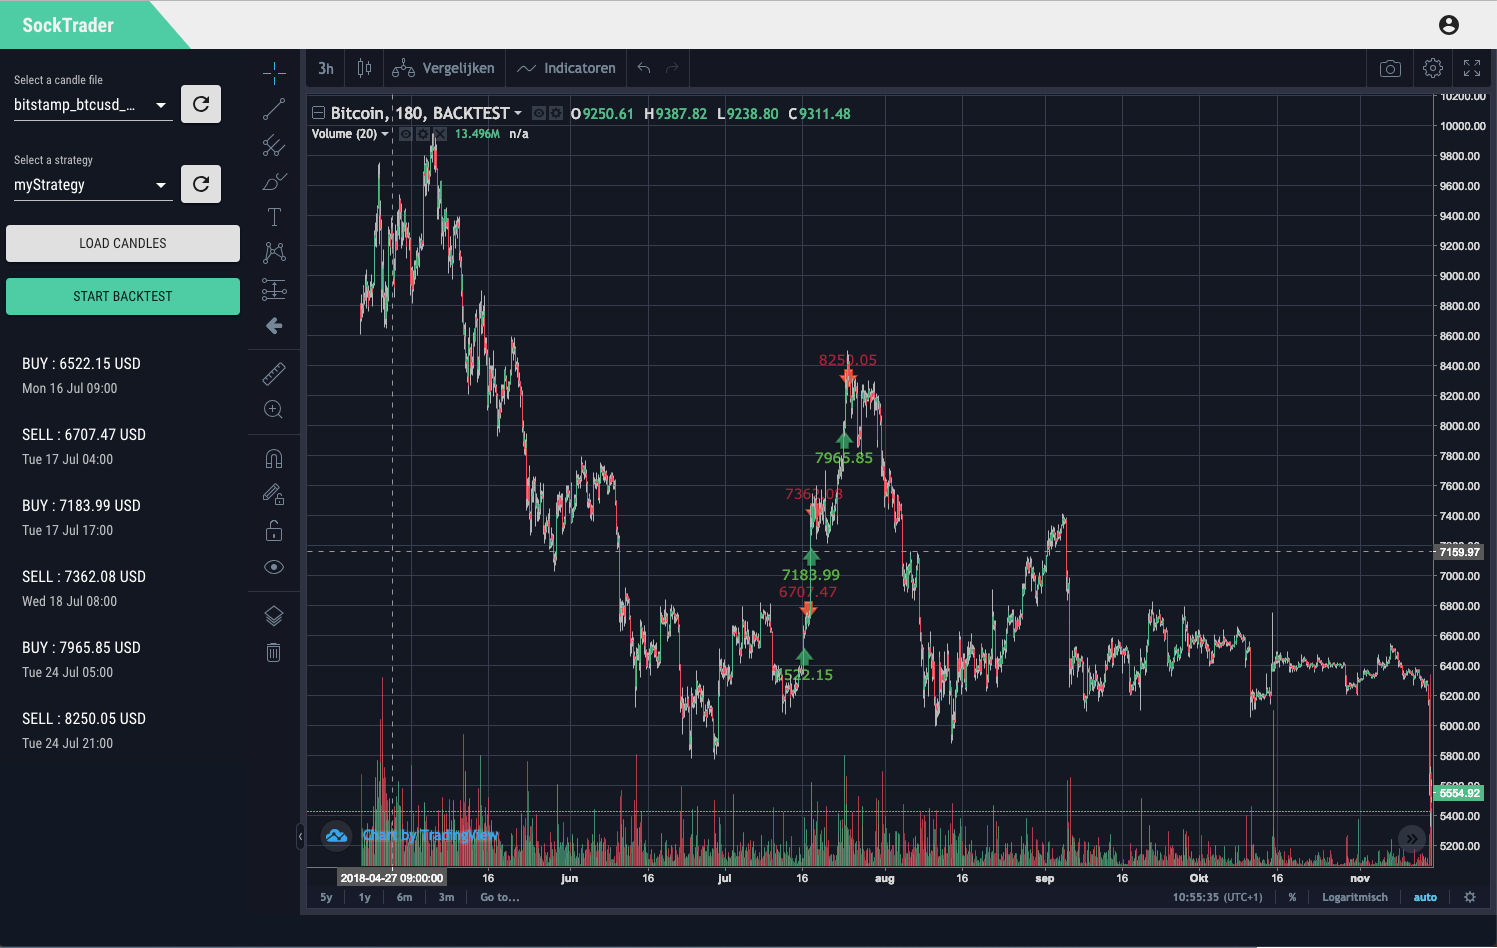 SockTrader
Select a candle file
bitstamp_btcusd_...
Select a strategy
myStrategy
LOAD CANDLES
START BACKTEST
BUY : 6522.15 USD
Mon 16 Jul 09:00
SELL : 6707.47 USD
Tue 17 Jul 04:00
BUY : 7183.99 USD
Tue 17 Jul 17:00
SELL : 7362.08 USD
Wed 18 Jul 08:00
BUY : 7965.85 USD
Tue 24 Jul 05:00
SELL : 8250.05 USD
Tue 24 Jul 21:00
3h Vergelijken Indicatoren
Bitcoin, 180, BACKTEST O9250.61 H9387.82 L9238.80 C9311.48
Volume (20) 13.496M n/a
8250.05
7965.85
7362.08
7183.99
6707.47
6522.15
10200.00
10000.00
9800.00
9600.00
9400.00
9200.00
9000.00
8800.00
8600.00
8400.00
8200.00
8000.00
7800.00
7600.00
7400.00
7159.97
7000.00
6800.00
6600.00
6400.00
6200.00
6000.00
5800.00
5600.00
5554.92
5400.00
5200.00
Chart by TradingView
2018-04-27 09:00:00 16 jun 16 jul 16 aug 16 sep 16 Okt 16 nov
5y 1y 6m 3m Go to... 10:55:35 (UTC+1) % Logaritmisch auto